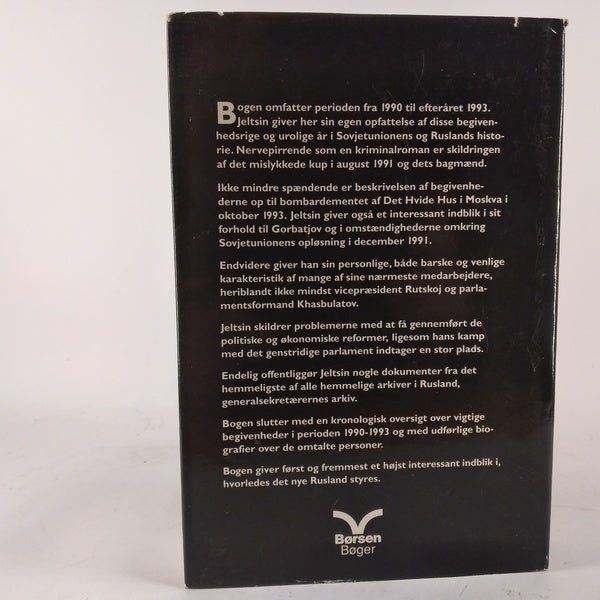 Bogen omfatter perioden fra 1990 til efteråret 1993.
Jeltsin giver her sin egen opfattelse af disse begiven-
hedsrige og urolige år i Sovjetunionens og Ruslands histo-
rie. Nervepirrende som en kriminalroman er skildringen
af det mislykkede kup i august 1991 og dets bagmænd.
Ikke mindre spændende er beskrivelsen af begivenhe-
derne op til bombardementet af Det Hvide Hus i Moskva i
oktober 1993. Jeltsin giver også et interessant indblik i sit
forhold til Gorbatjov og i omstændighederne omkring
Sovjetunionens opløsning i december 1991.
Endvidere giver han sin personlige, både barske og venlige
karakteristik af mange af sine nærmeste medarbejdere,
heriblandt ikke mindst vicepræsident Rutskoj og parla-
mentsformand Khasbulatov.
Jeltsin skildrer problemerne med at få gennemført de
politiske og økonomiske reformer, ligesom hans kamp
med det genstridige parlament indtager en stor plads.
Endelig offentliggør Jeltsin nogle dokumenter fra det
hemmeligste af alle hemmelige arkiver i Rusland,
generalsekretærernes arkiv.
Bogen slutter med en kronologisk oversigt over vigtige
begivenheder i perioden 1990-1993 og med udførlige bio-
grafier over de omtalte personer.
Bogen giver først og fremmest et højst interessant indblik i,
hvorledes det nye Rusland styres.
Børsen
Bøger